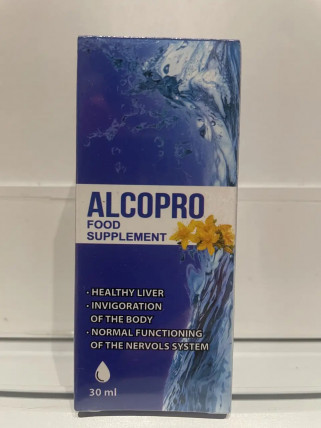 ALCOPRO
FOOD
SUPPLEMENT
· HEALTHY LIVER
· INVIGORATION
OF THE BODY
· NORMAL FUNCTIONING
OF THE NERVOLS SYSTEM
30 ml